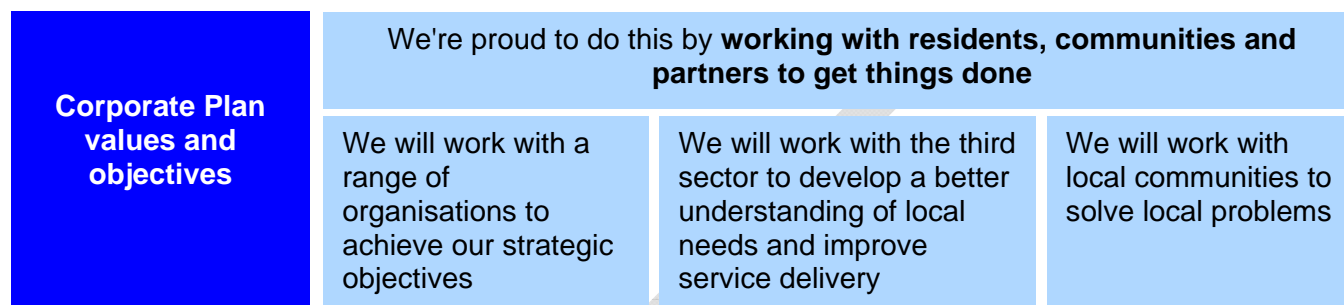 Corporate Plan
values and
objectives
We're proud to do this by working with residents, communities and
partners to get things done
We will work with a
range of
organisations to
achieve our strategic
objectives
We will work with the third
sector to develop a better
understanding of local
needs and improve
service delivery
We will work with
local communities to
solve local problems